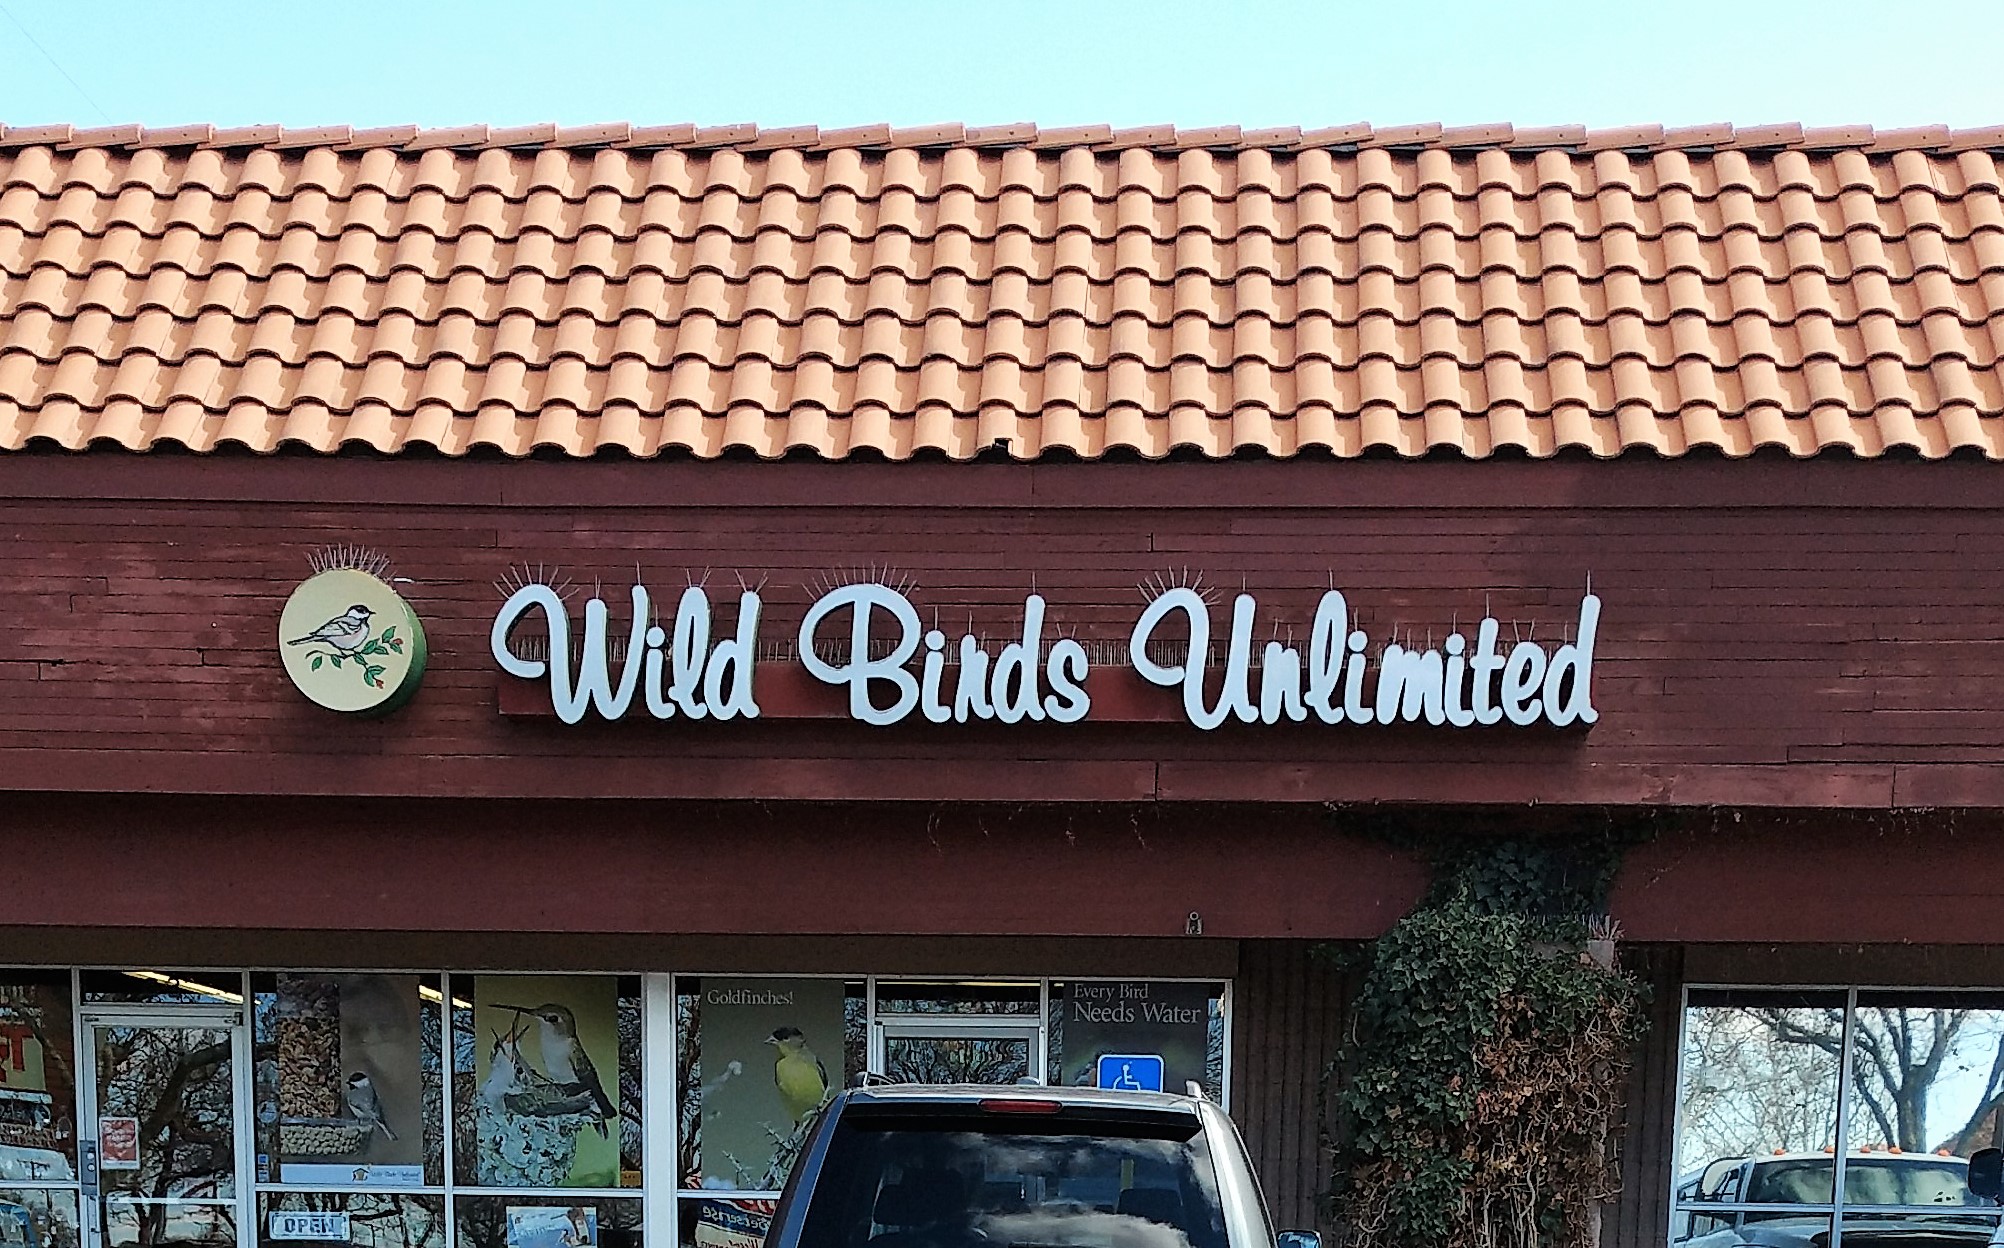 Wild Birds Unlimited
Goldfinches!
Every Bird
Needs Water
OPEN